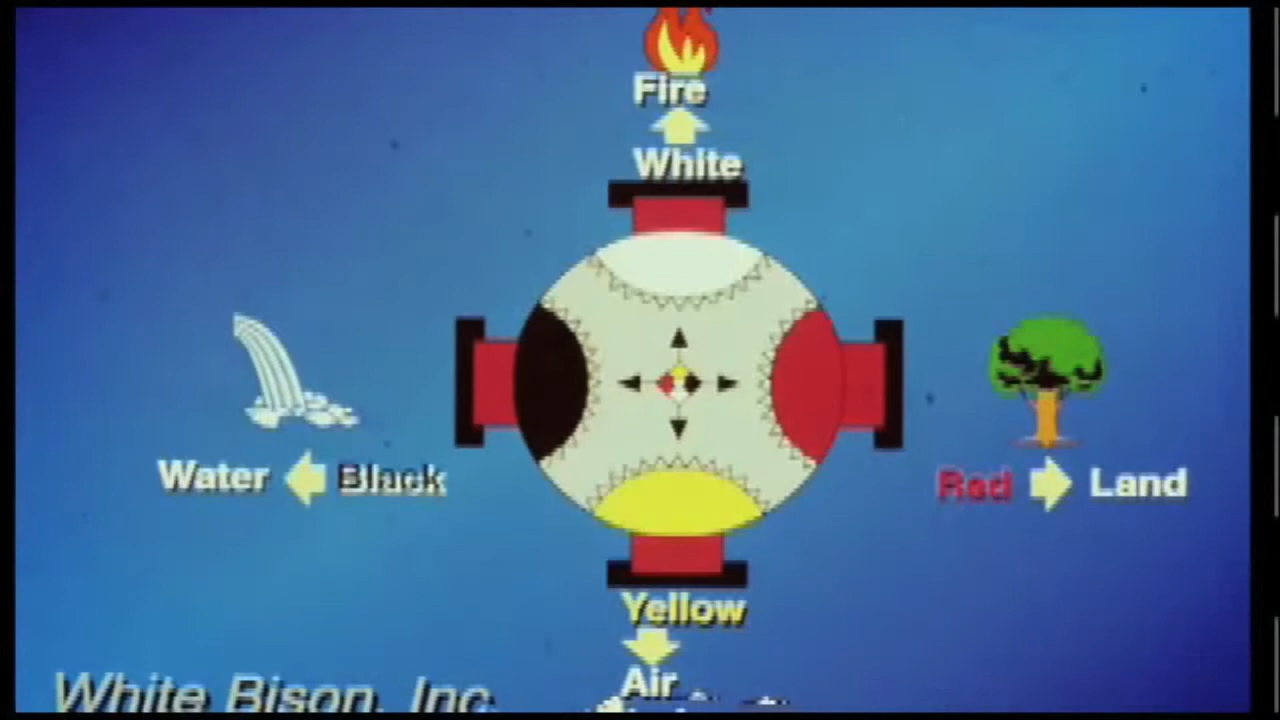 Fire
White
Water
Black
Red
Land
Yellow
Air
White Bison, Inc.